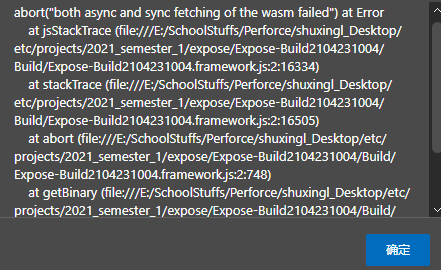 abort("both async and sync fetching of the wasm failed") at Error
at jsStackTrace (file:///E:/SchoolStuffs/Perforce/shuxingl_Desktop/
etc/projects/2021_semester_1/expose/Expose-Build2104231004/
Build/Expose-Build2104231004.framework.js:2:16334)
at stackTrace (file:///E:/SchoolStuffs/Perforce/shuxingl_Desktop/
etc/projects/2021_semester_1/expose/Expose-Build2104231004/
Build/Expose-Build2104231004.framework.js:2:16505)
at abort (file:///E:/SchoolStuffs/Perforce/shuxingl_Desktop/etc/
projects/2021_semester_1/expose/Expose-Build2104231004/Build/
Expose-Build2104231004.framework.js:2:748)
at getBinary (file:///E:/SchoolStuffs/Perforce/shuxingl_Desktop/etc/
projects/2021_semester_1/expose/Expose-Build2104231004/Build/
确定